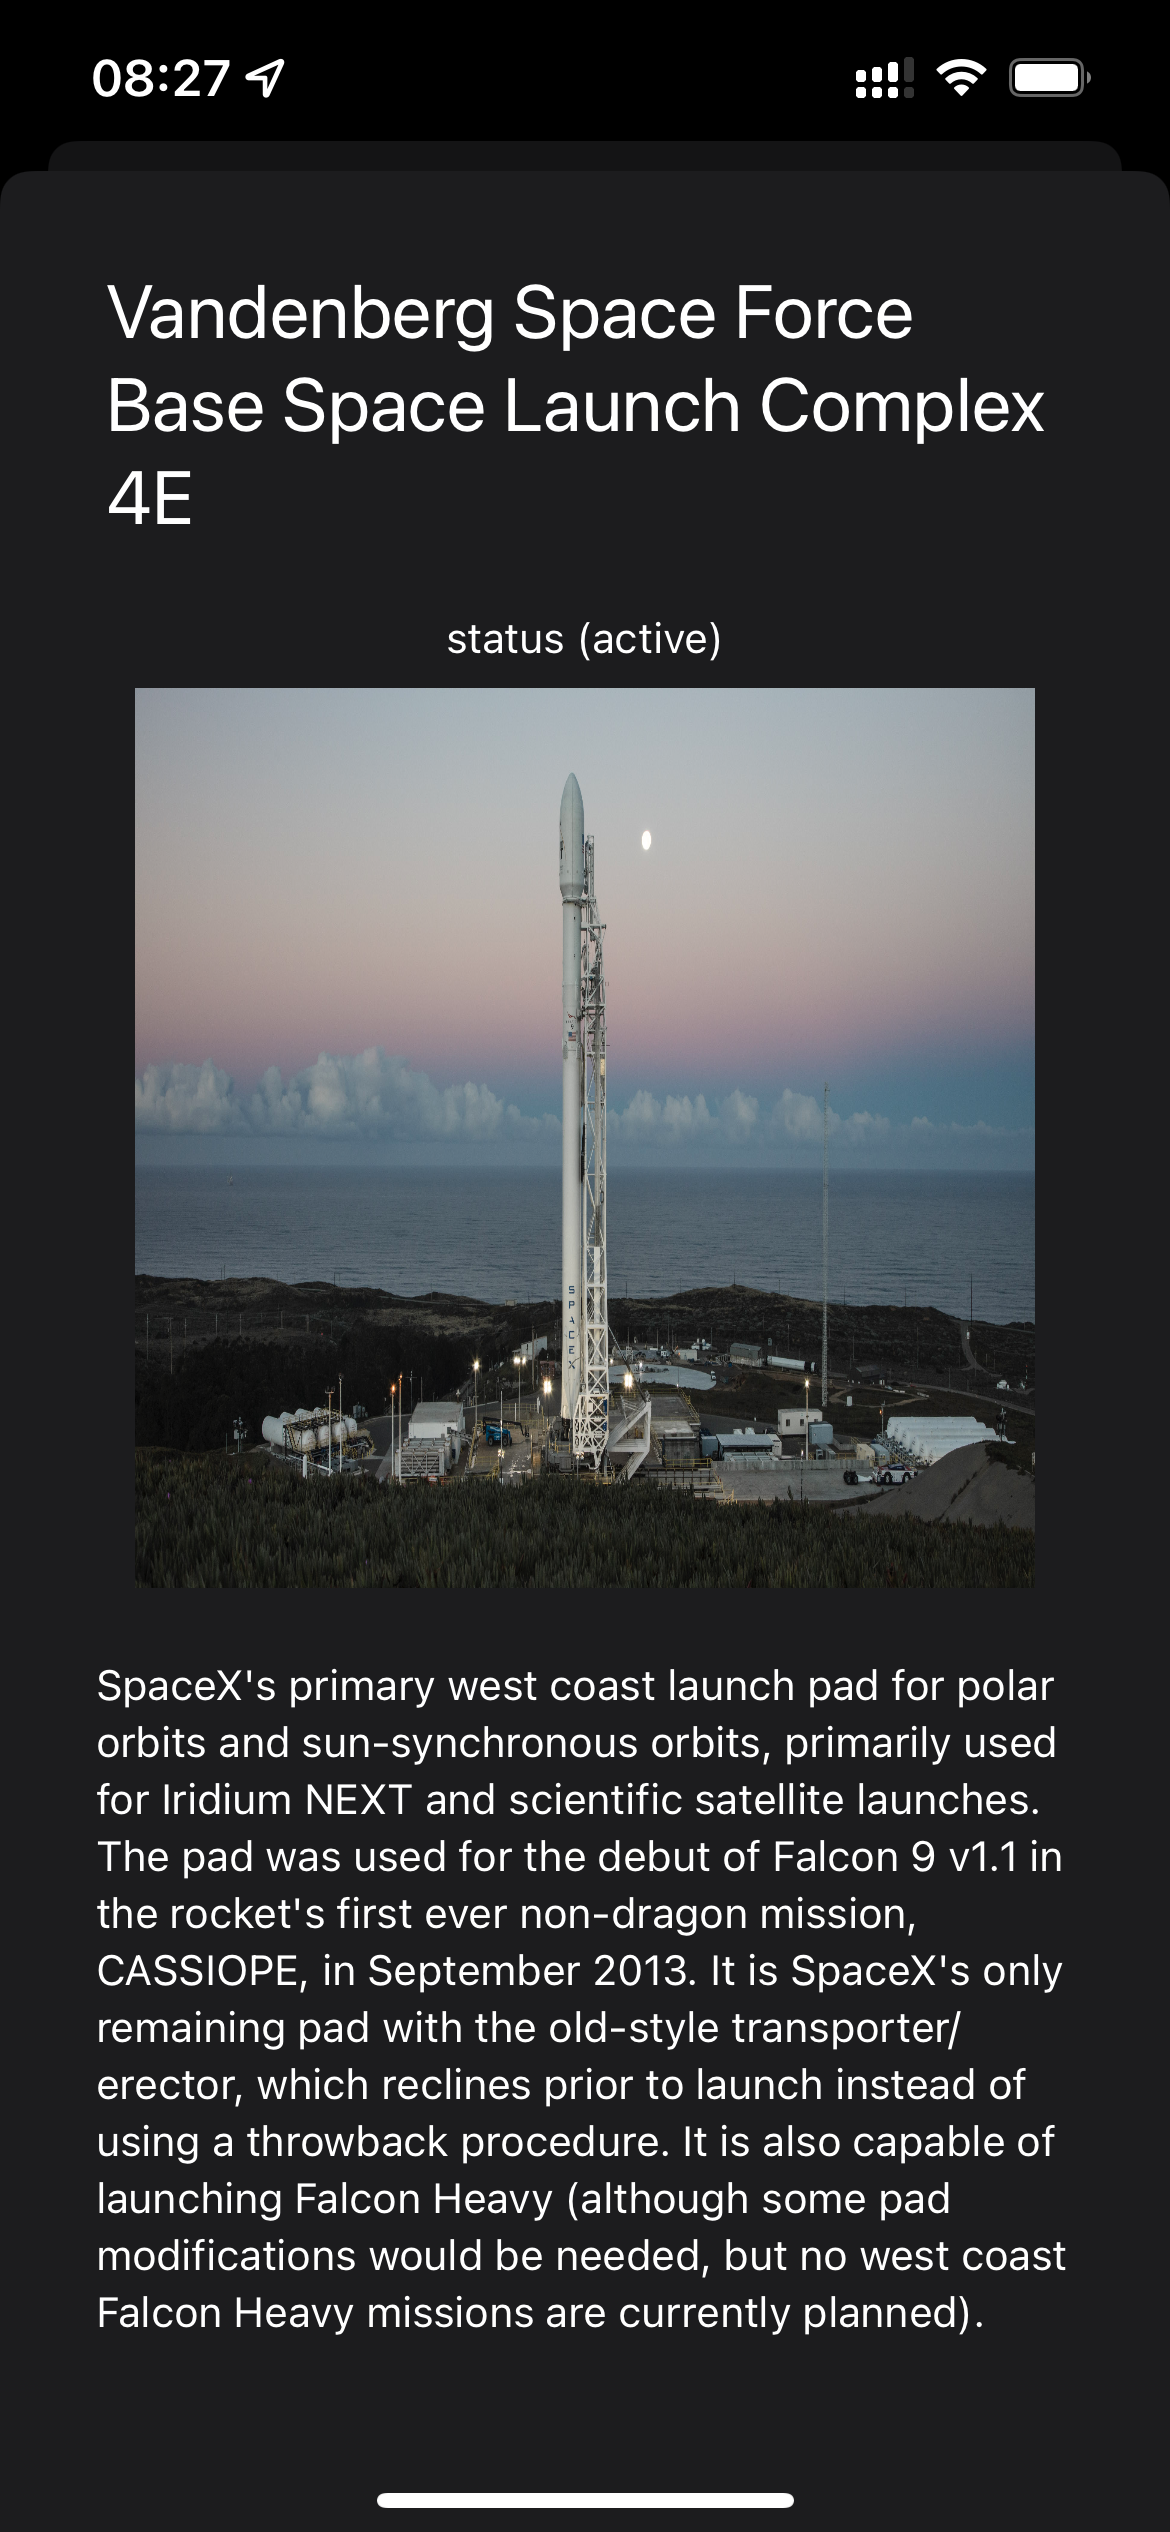 08:27
Vandenberg Space Force
Base Space Launch Complex
4E
status (active)
SPACEX
SpaceX's primary west coast launch pad for polar
orbits and sun-synchronous orbits, primarily used
for Iridium NEXT and scientific satellite launches.
The pad was used for the debut of Falcon 9 v1.1 in
the rocket's first ever non-dragon mission,
CASSIOPE, in September 2013. It is SpaceX's only
remaining pad with the old-style transporter/
erector, which reclines prior to launch instead of
using a throwback procedure. It is also capable of
launching Falcon Heavy (although some pad
modifications would be needed, but no west coast
Falcon Heavy missions are currently planned).